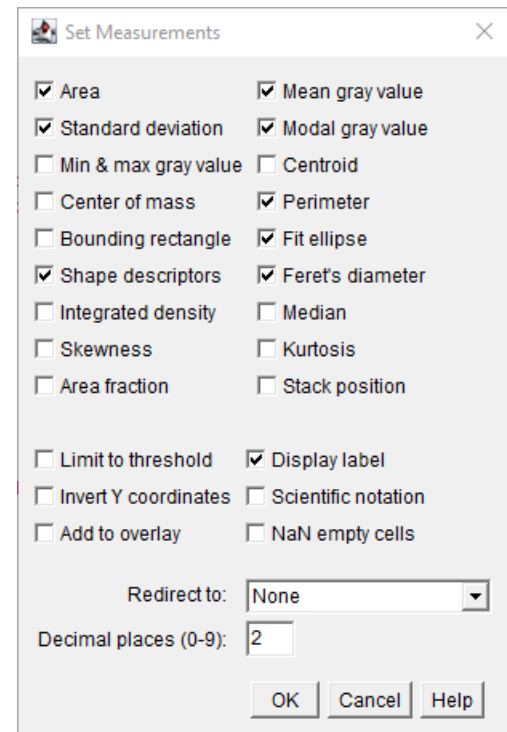 Set Measurements
Area Mean gray value
Standard deviation Modal gray value
Min & max gray value Centroid
Center of mass Perimeter
Bounding rectangle Fit ellipse
Shape descriptors Feret's diameter
Integrated density Median
Skewness Kurtosis
Area fraction Stack position
Limit to threshold Display label
Invert Y coordinates Scientific notation
Add to overlay NaN empty cells
Redirect to: None
Decimal places (0-9): 2
OK Cancel Help